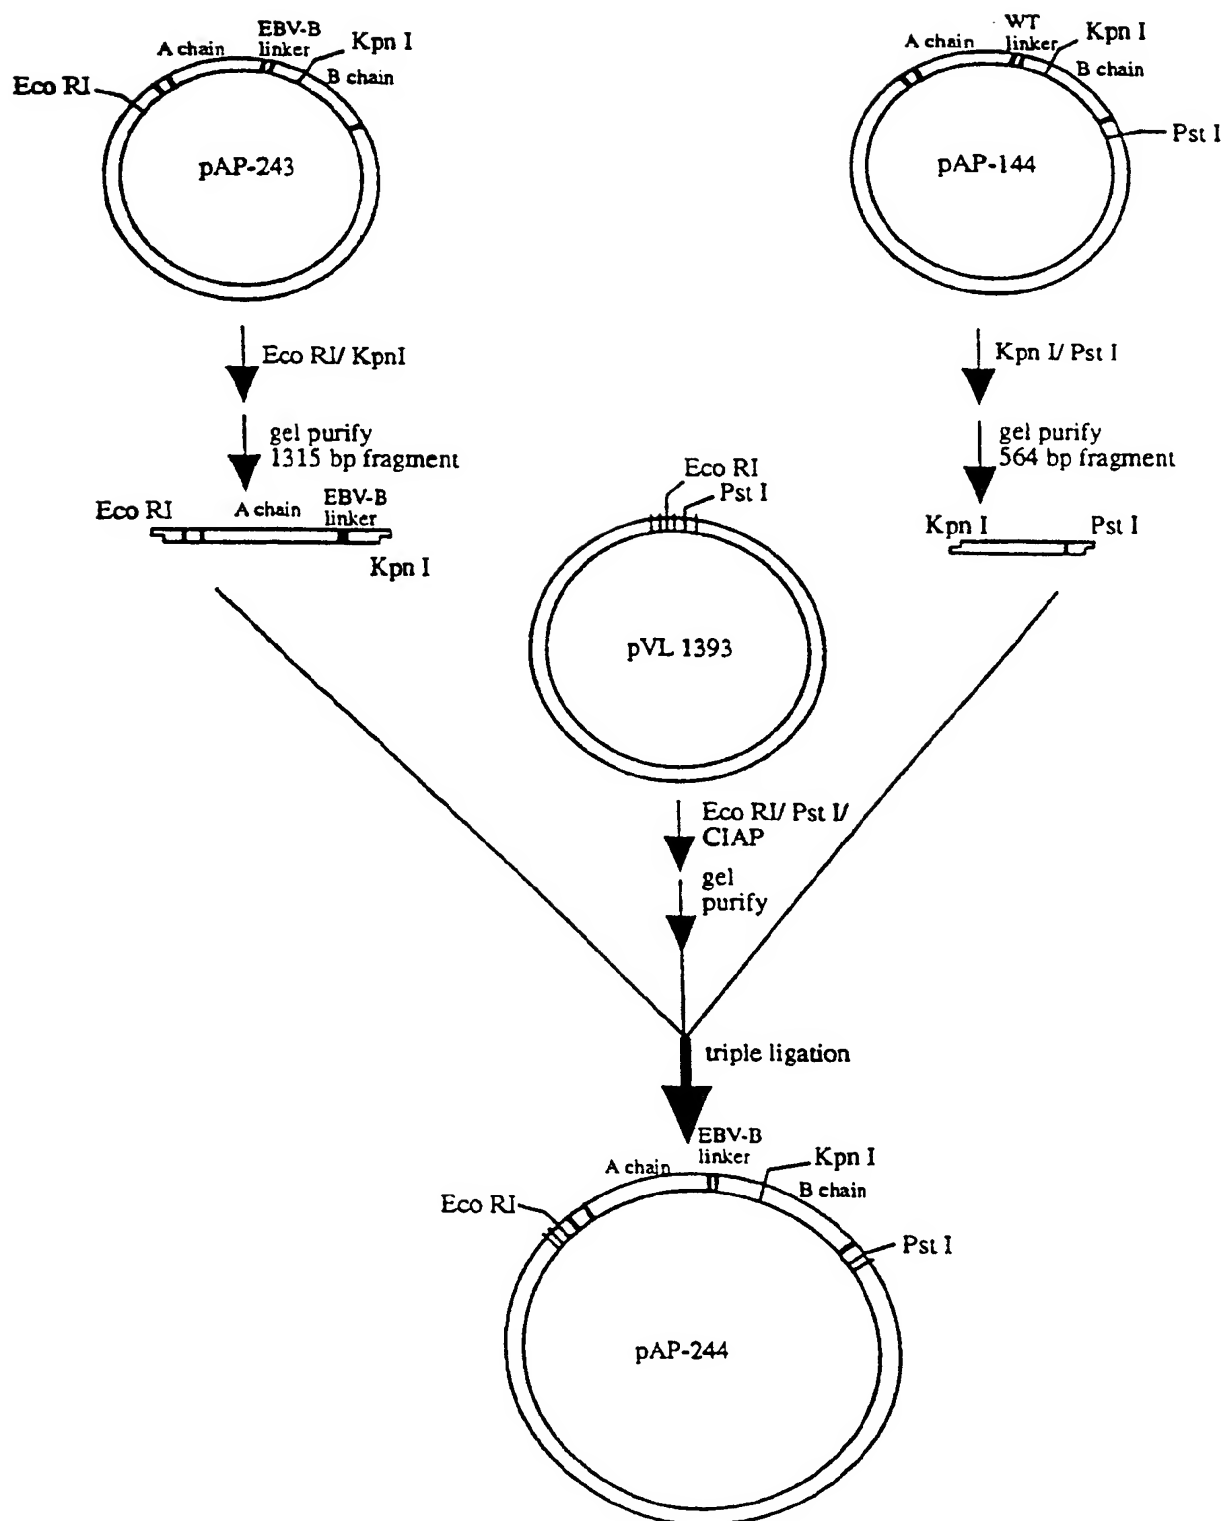 A chain
EBV-B
linker
Kpn I
B chain
Eco RI
pAP-243
A chain
WT
linker
Kpn I
B chain
Pst I
pAP-144
Eco RI/ KpnI
Kpn I/ Pst I
gel purify
1315 bp fragment
gel purify
564 bp fragment
Eco RI
A chain
EBV-B
linker
Kpn I
Eco RI
Pst I
Kpn I
Pst I
pVL 1393
Eco RI/ Pst I/
CIAP
gel
purify
triple ligation
EBV-B
linker
A chain
Kpn I
B chain
Eco RI
Pst I
pAP-244